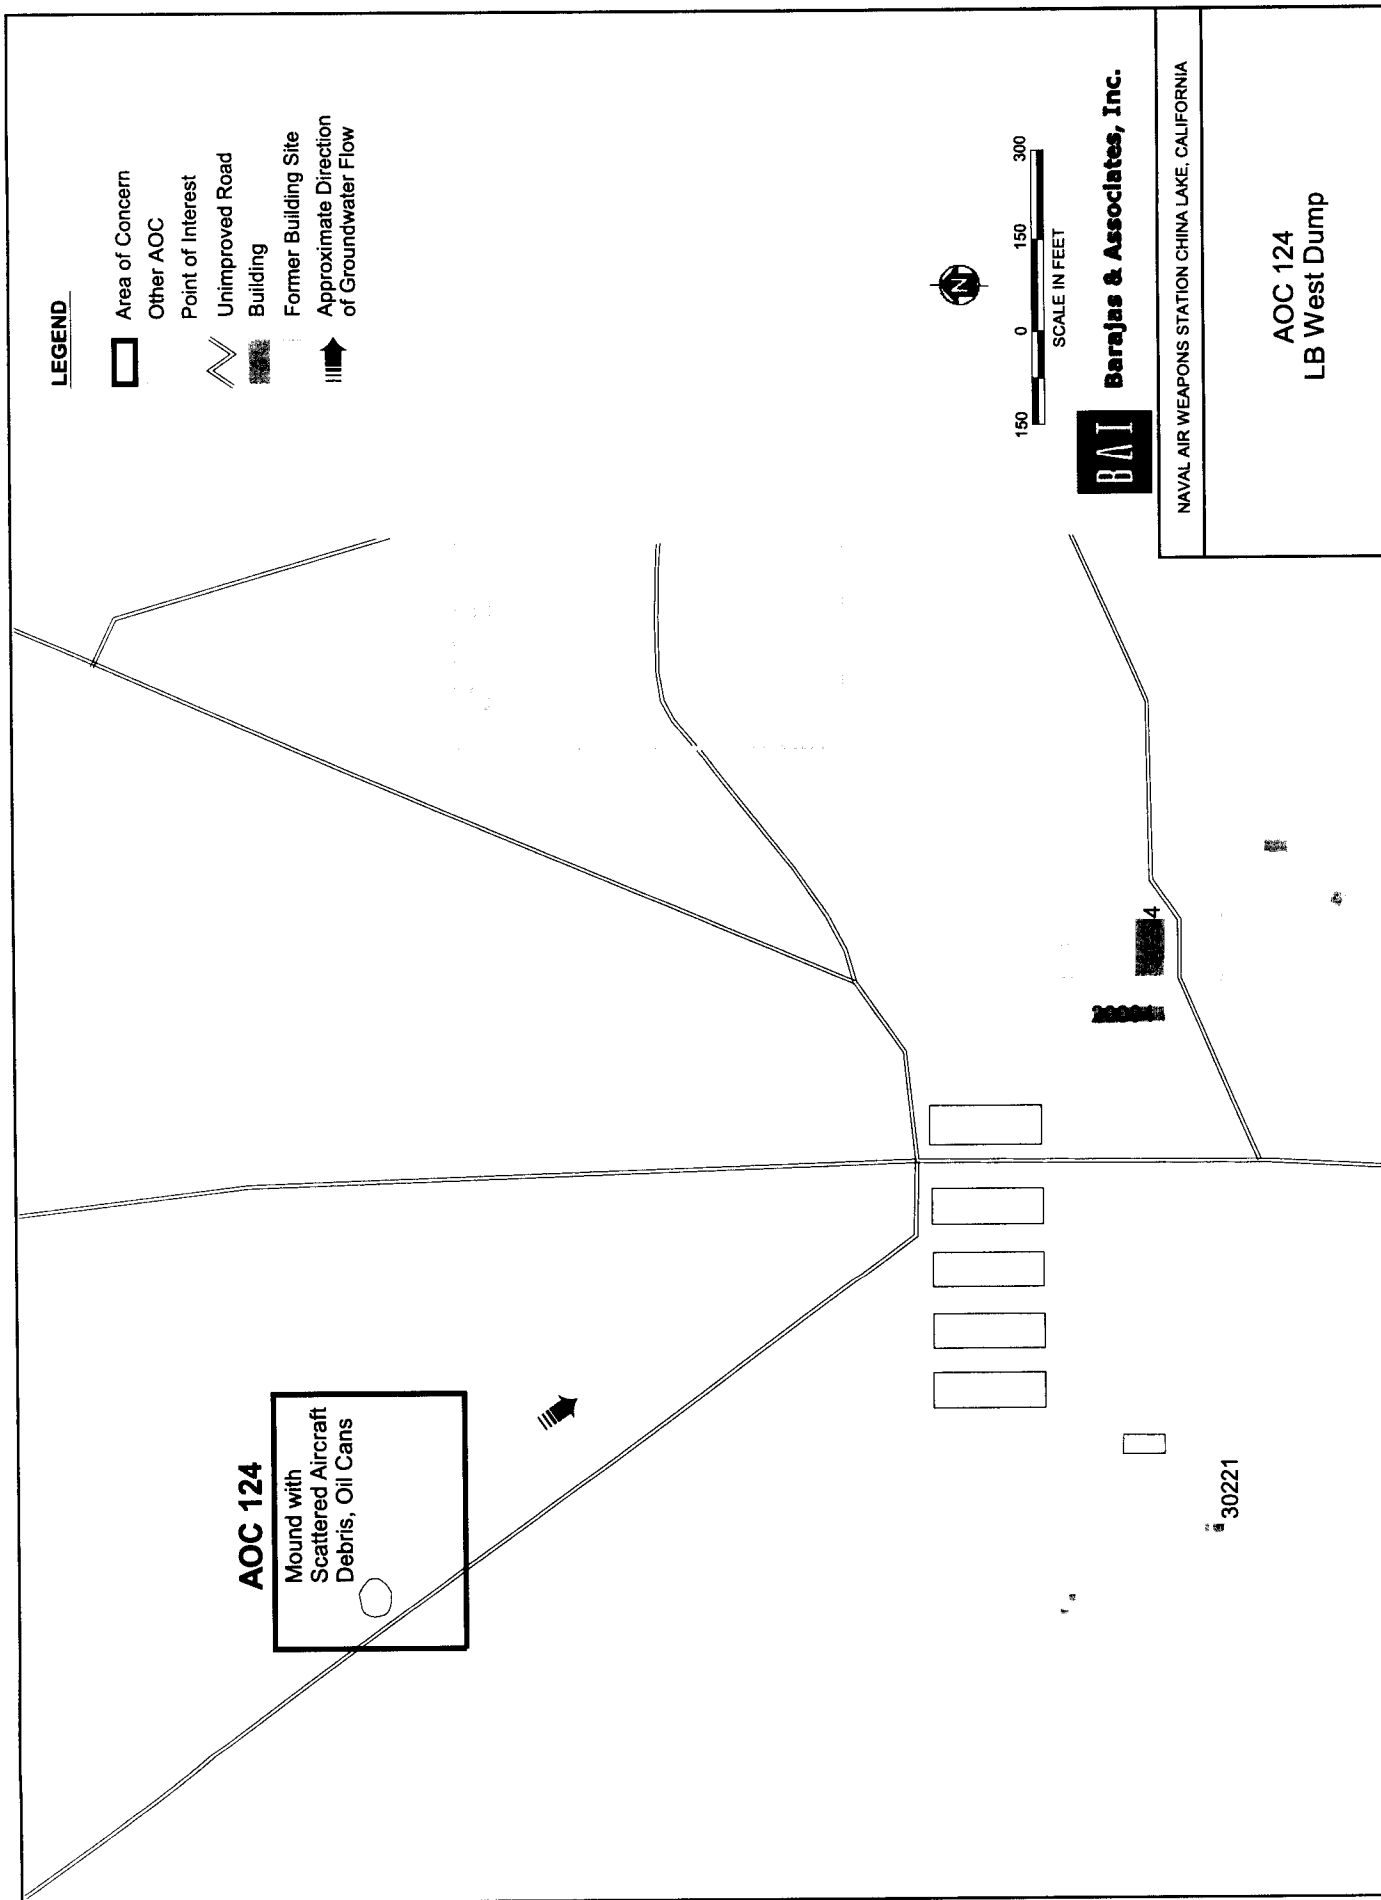 LEGEND
Area of Concern
Other AOC
Point of Interest
Unimproved Road
Building
Former Building Site
Approximate Direction
of Groundwater Flow
AOC 124
Mound with
Scattered Aircraft
Debris, Oil Cans
30221
4
N
150 0 150 300
SCALE IN FEET
BAI
Barajas & Associates, Inc.
NAVAL AIR WEAPONS STATION CHINA LAKE, CALIFORNIA
AOC 124
LB West Dump